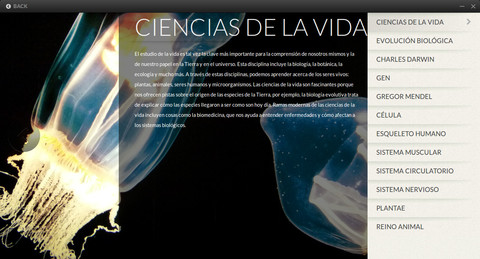 BACK
CIENCIAS DE LA VIDA
El estudio de la vida es tal vez la clave más importante para la comprensión de nosotros mismos y la
de nuestro papel en la Tierra y en el universo. Esta disciplina incluye la biología, la botánica, la
ecología y mucho más. A través de estas disciplinas, podemos aprender acerca de los seres vivos:
plantas, animales, seres humanos y microorganismos. Las ciencias de la vida son fascinantes porque
nos ofrecen pistas sobre el origen de las especies de la Tierra, por ejemplo, la biología evolutiva trata
de explicar cómo las especies llegaron a ser como son hoy día. Ramas modernas de las ciencias de la
vida incluyen cosas como la biomedicina, que nos ayuda a entender enfermedades y cómo afectan a
los sistemas biológicos.
CIENCIAS DE LA VIDA
EVOLUCIÓN BIOLÓGICA
CHARLES DARWIN
GEN
GREGOR MENDEL
CÉLULA
ESQUELETO HUMANO
SISTEMA MUSCULAR
SISTEMA CIRCULATORIO
SISTEMA NERVIOSO
PLANTAE
REINO ANIMAL